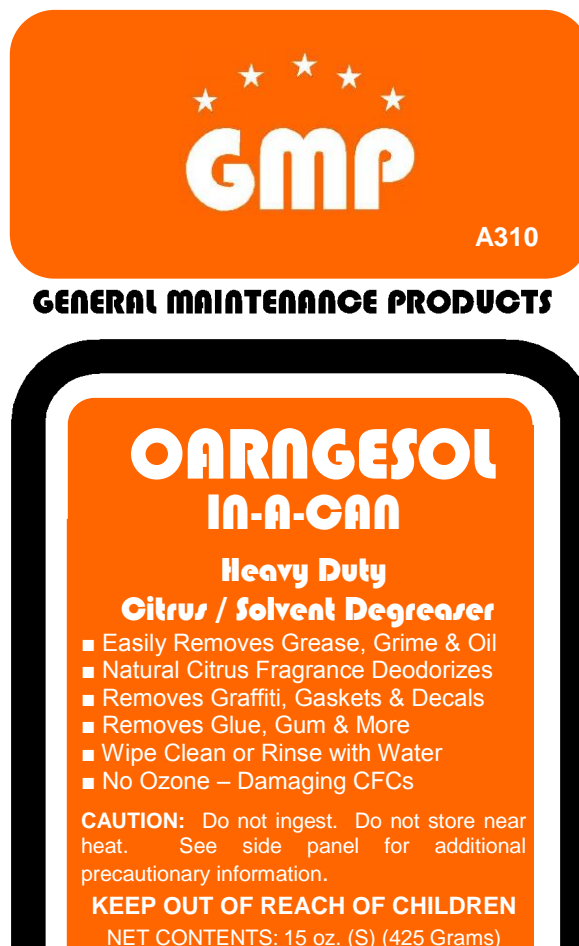 GMP
A310
GENERAL MAINTENANCE PRODUCTS
OARNGESOL
IN-A-CAN
Heavy Duty
Citrus / Solvent Degreaser
■ Easily Removes Grease, Grime & Oil
■ Natural Citrus Fragrance Deodorizes
■ Removes Graffiti, Gaskets & Decals
■ Removes Glue, Gum & More
■ Wipe Clean or Rinse with Water
■ No Ozone – Damaging CFCs
CAUTION: Do not ingest. Do not store near
heat. See side panel for additional
precautionary information.
KEEP OUT OF REACH OF CHILDREN
NET CONTENTS: 15 oz. (S) (425 Grams)